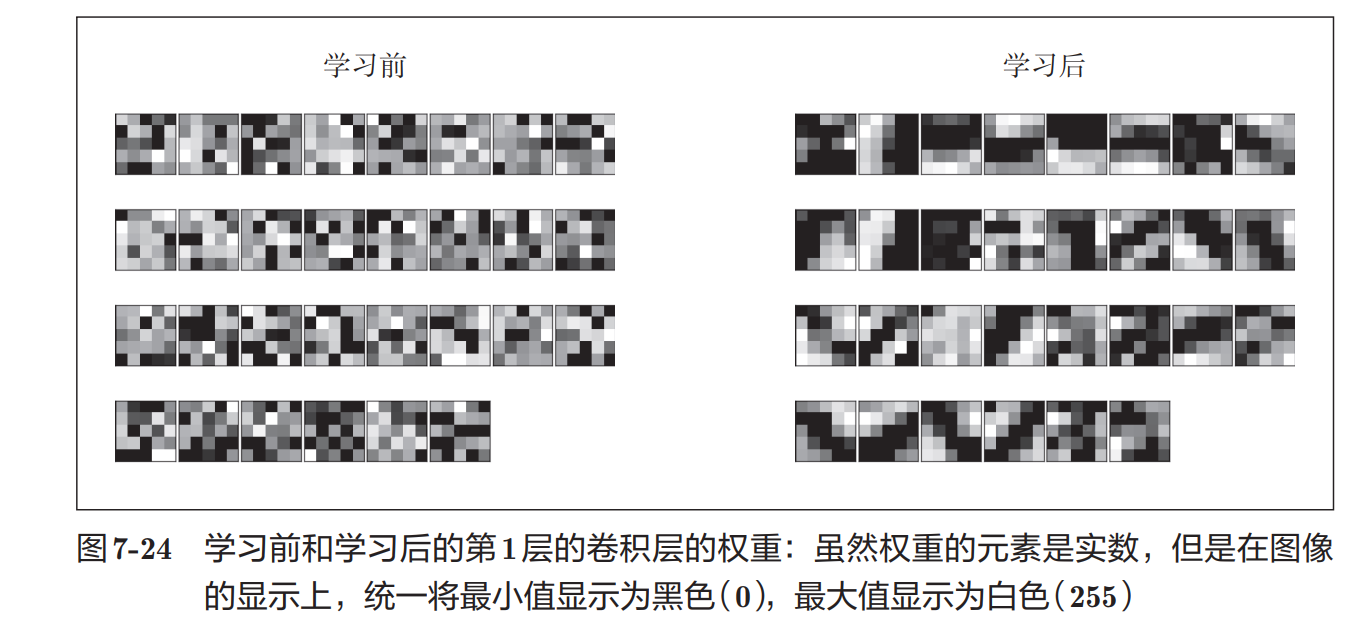 学习前
学习后
图7-24 学习前和学习后的第1层的卷积层的权重：虽然权重的元素是实数，但是在图像
的显示上，统一将最小值显示为黑色（0），最大值显示为白色（255）